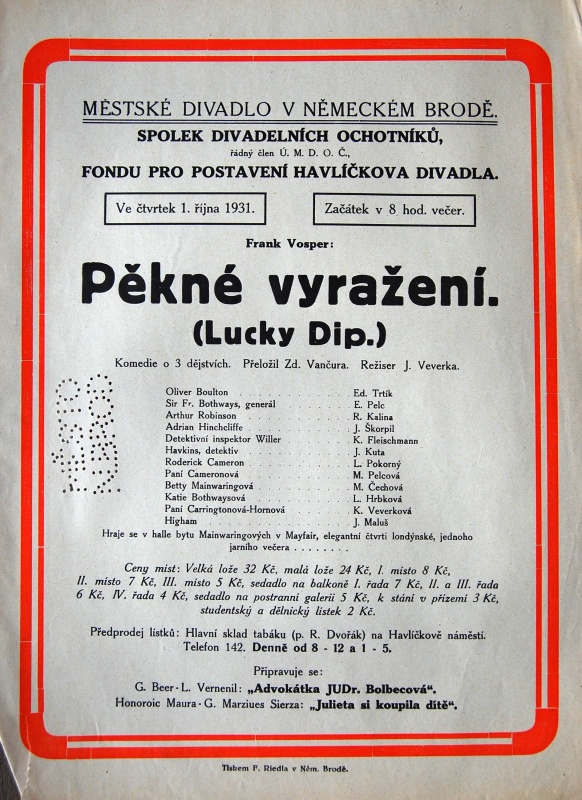 MĚSTSKÉ DIVADLO V NĚMECKÉM BRODĚ.
SPOLEK DIVADELNÍCH OCHOTNÍKŮ,
řádný člen Ú. M. D. O. Č.,
FONDU PRO POSTAVENÍ HAVLÍČKOVA DIVADLA.
Ve čtvrtek 1. října 1931. Začátek v 8 hod. večer.
Frank Vosper:
Pěkné vyražení.
(Lucky Dip.)
Komedie o 3 dějstvích. Přeložil Zd. Vančura. Režiser J. Veverka.
Oliver Boulton . . . . . . . . . . Ed. Trtík
Sir Fr. Bothways, generál . . . . . . . E. Pelc
Arthur Robinson . . . . . . . . . R. Kalina
Adrian Hinchcliffe . . . . . . . . . J. Škorpil
Detektivní inspektor Willer . . . . . . K. Fleischmann
Havkins, detektiv . . . . . . . . . J. Kuta
Roderick Cameron . . . . . . . . . L. Pokorný
Paní Cameronová . . . . . . . . . M. Pelcová
Betty Mainwaringová . . . . . . . . M. Čechová
Katie Bothwaysová . . . . . . . . . L. Hrbková
Paní Carringtonová-Hornová . . . . . . K. Veverková
Higham . . . . . . . . . . . . J. Maluš
Hraje se v halle bytu Mainwaringových v Mayfair, elegantní čtvrti londýnské, jednoho
jarního večera . . . . . . . .
Ceny míst: Velká lože 32 Kč, malá lože 24 Kč, I. místo 8 Kč,
II. místo 7 Kč, III. místo 5 Kč, sedadlo na balkoně I. řada 7 Kč, II. a III. řada
6 Kč, IV. řada 4 Kč, sedadlo na postranni galerii 5 Kč, k stání v přízemí 3 Kč,
studentský a dělnický lístek 2 Kč.
Předprodej lístků: Hlavní sklad tabáku (p. R. Dvořák) na Havlíčkově náměstí.
Telefon 142. Denně od 8 - 12 a 1 - 5.
Připravuje se:
G. Beer - L. Vernenil: „Advokátka JUDr. Bolbecová“.
Honoroic Maura - G. Marziues Sierza: „Julieta si koupila dítě“.
Tiskem F. Riedla v Něm. Brodě.